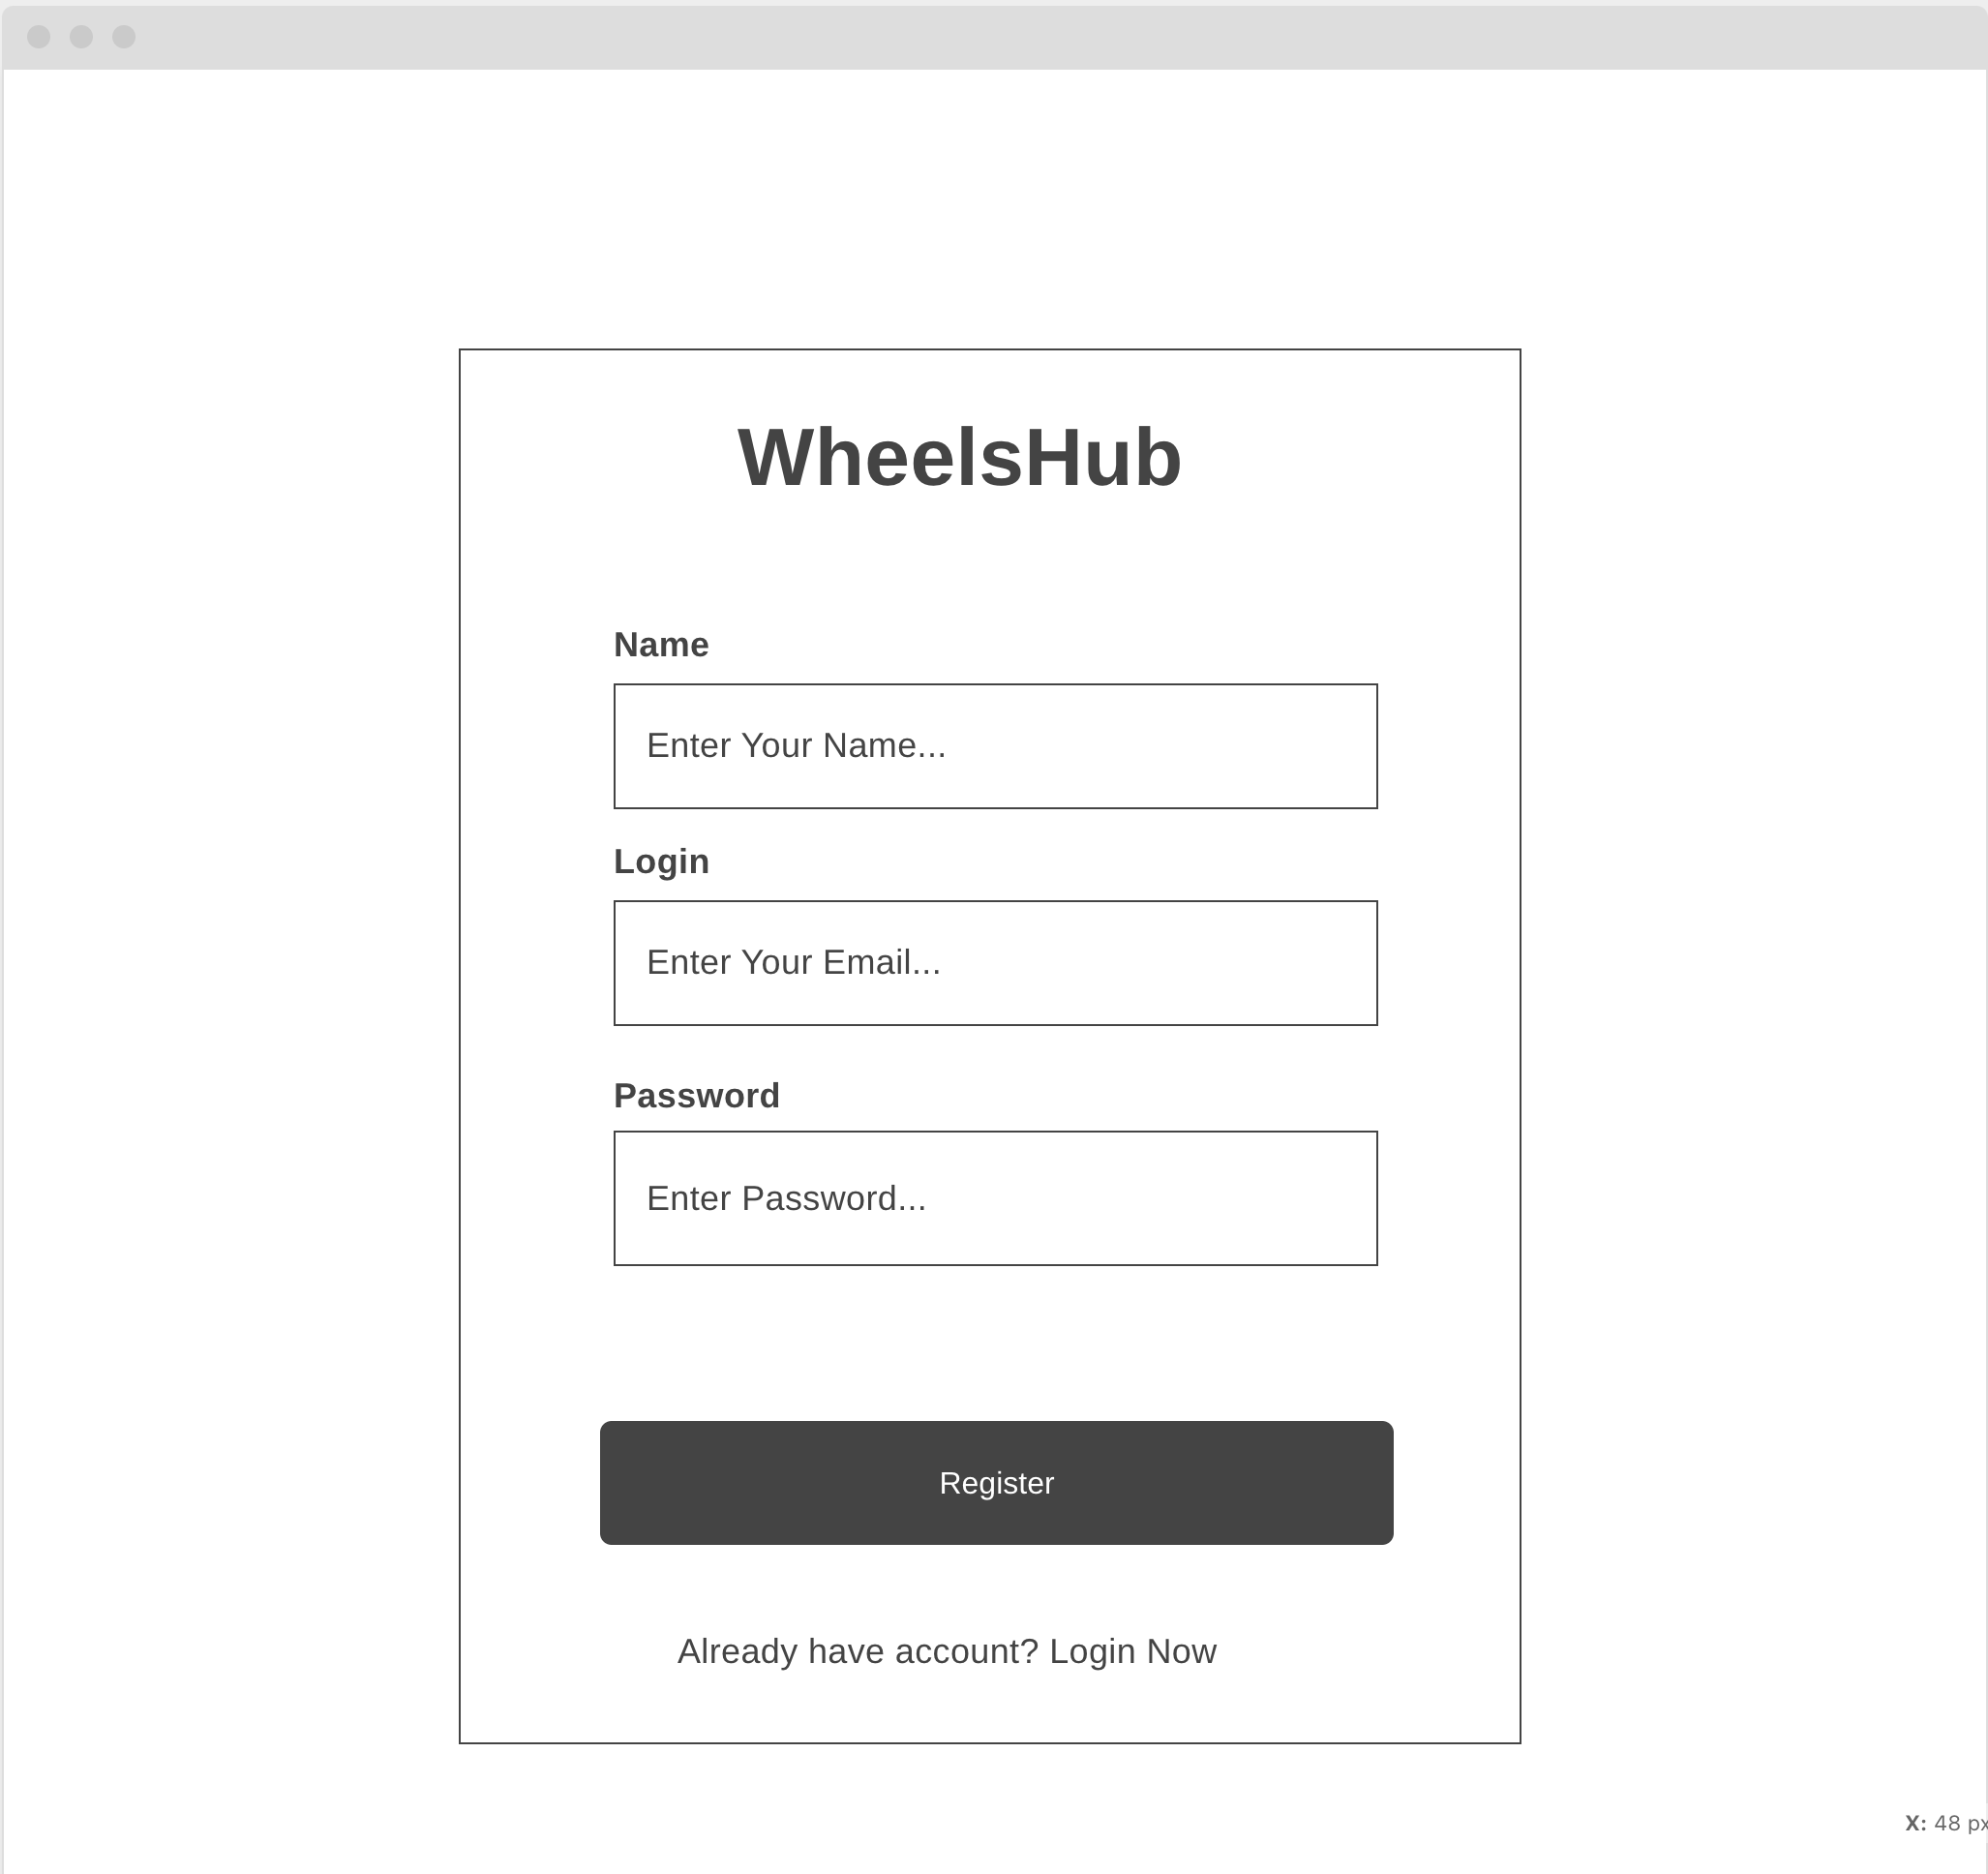 WheelsHub
Name
Enter Your Name...
Login
Enter Your Email...
Password
Enter Password...
Register
Already have account? Login Now
X: 48 px